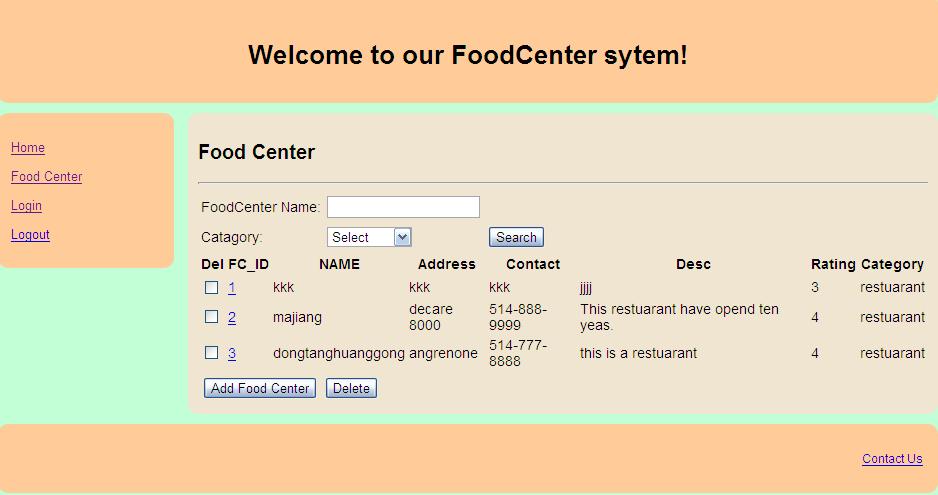 Welcome to our FoodCenter sytem!
Home
Food Center
Login
Logout
Food Center
FoodCenter Name:
Catagory: Select Search
Del FC_ID NAME Address Contact Desc Rating Category
1 kkk kkk kkk jjjj 3 restuarant
2 majiang decare 8000 514-888-9999 This restuarant have opend ten yeas. 4 restuarant
3 dongtanghuanggong angrenone 514-777-8888 this is a restuarant 4 restuarant
Add Food Center Delete
Contact Us